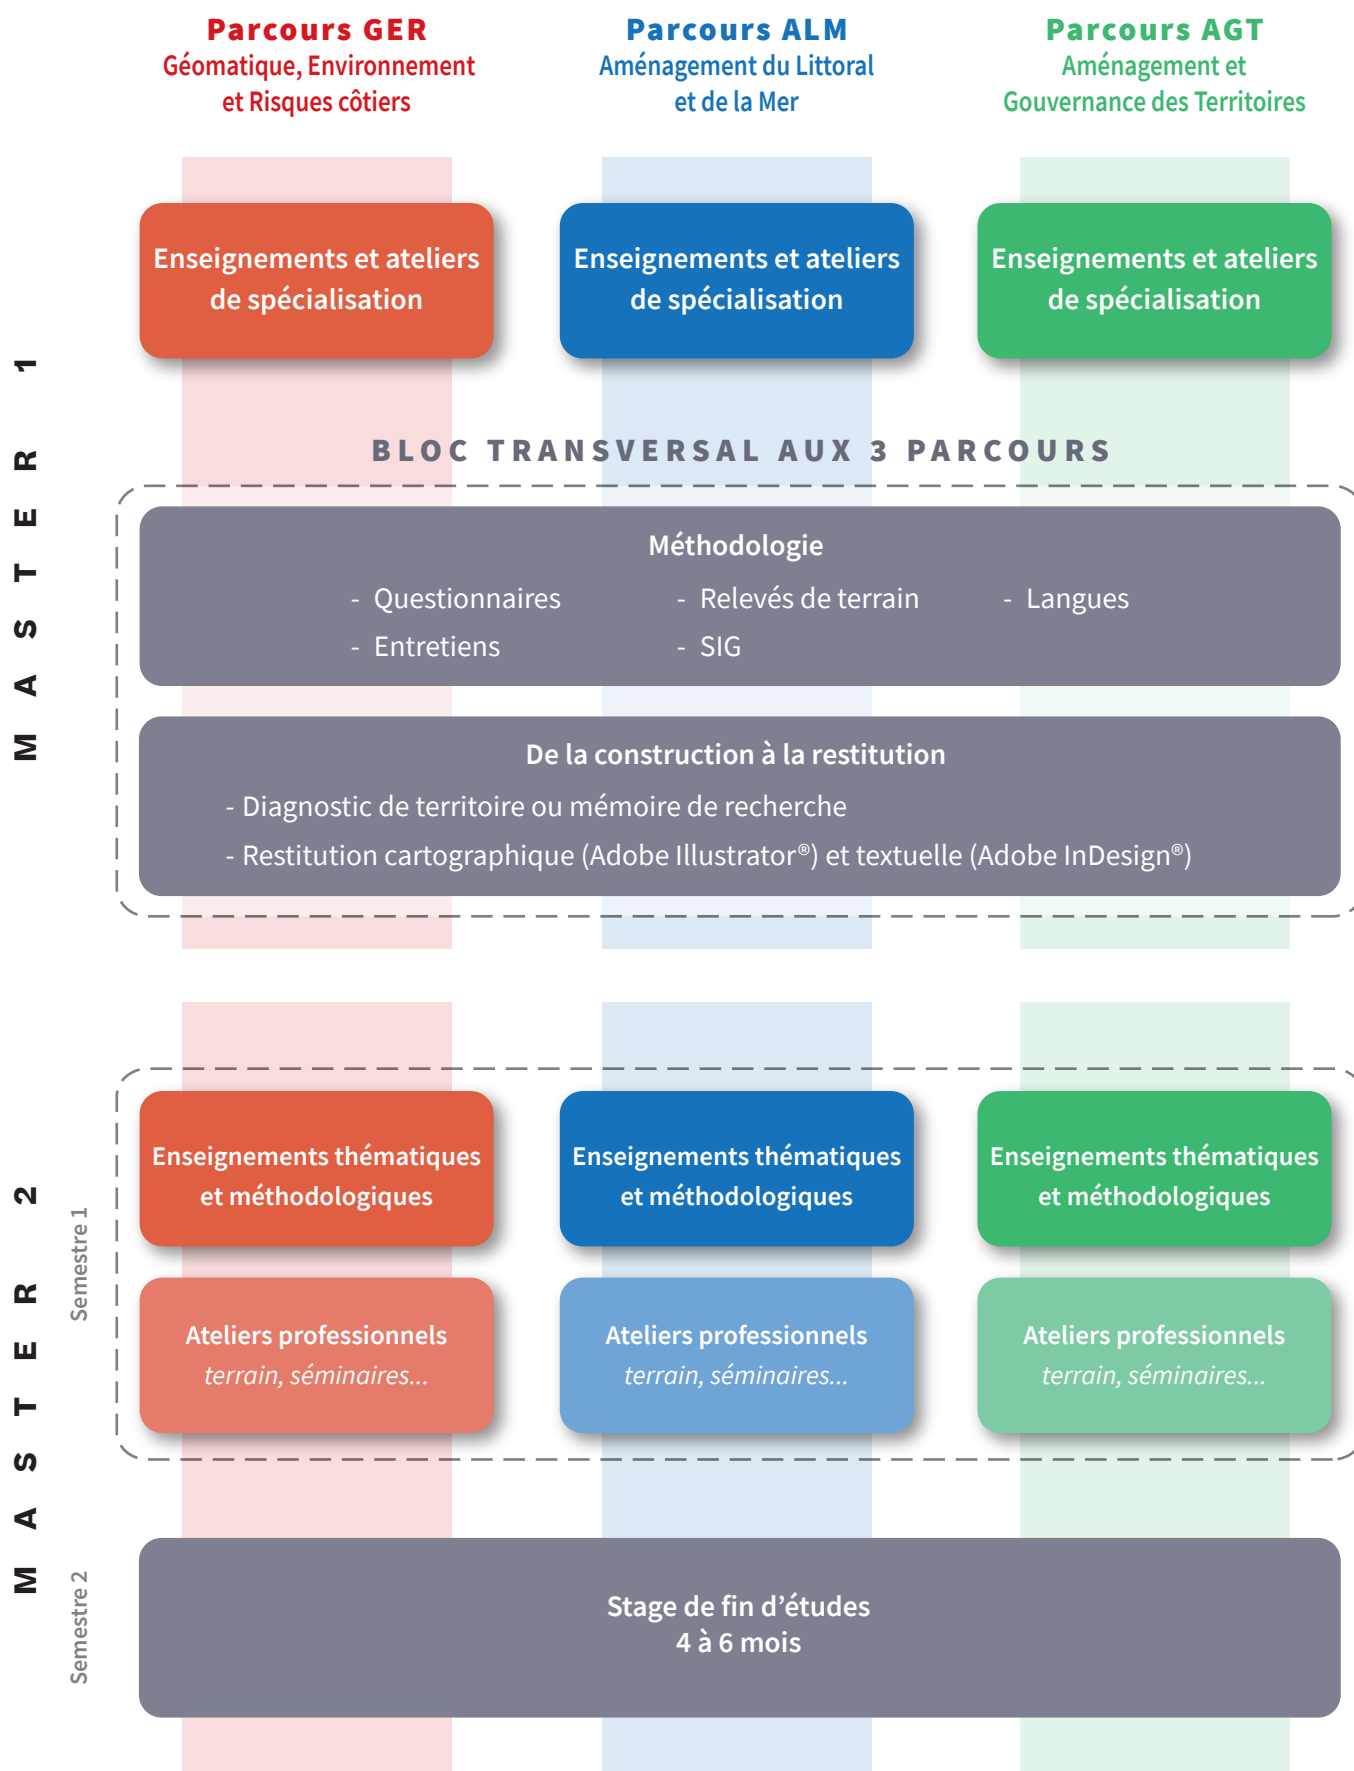 Parcours GER
Géomatique, Environnement
et Risques côtiers
Parcours ALM
Aménagement du Littoral
et de la Mer
Parcours AGT
Aménagement et
Gouvernance des Territoires
MASTER 1
Enseignements et ateliers
de spécialisation
Enseignements et ateliers
de spécialisation
Enseignements et ateliers
de spécialisation
BLOC TRANSVERSAL AUX 3 PARCOURS
Méthodologie
- Questionnaires
- Entretiens
- Relevés de terrain
- SIG
- Langues
De la construction à la restitution
- Diagnostic de territoire ou mémoire de recherche
- Restitution cartographique (Adobe Illustrator®) et textuelle (Adobe InDesign®)
MASTER 2
Semestre 1
Enseignements thématiques
et méthodologiques
Enseignements thématiques
et méthodologiques
Enseignements thématiques
et méthodologiques
Ateliers professionnels
terrain, séminaires...
Ateliers professionnels
terrain, séminaires...
Ateliers professionnels
terrain, séminaires...
Semestre 2
Stage de fin d’études
4 à 6 mois